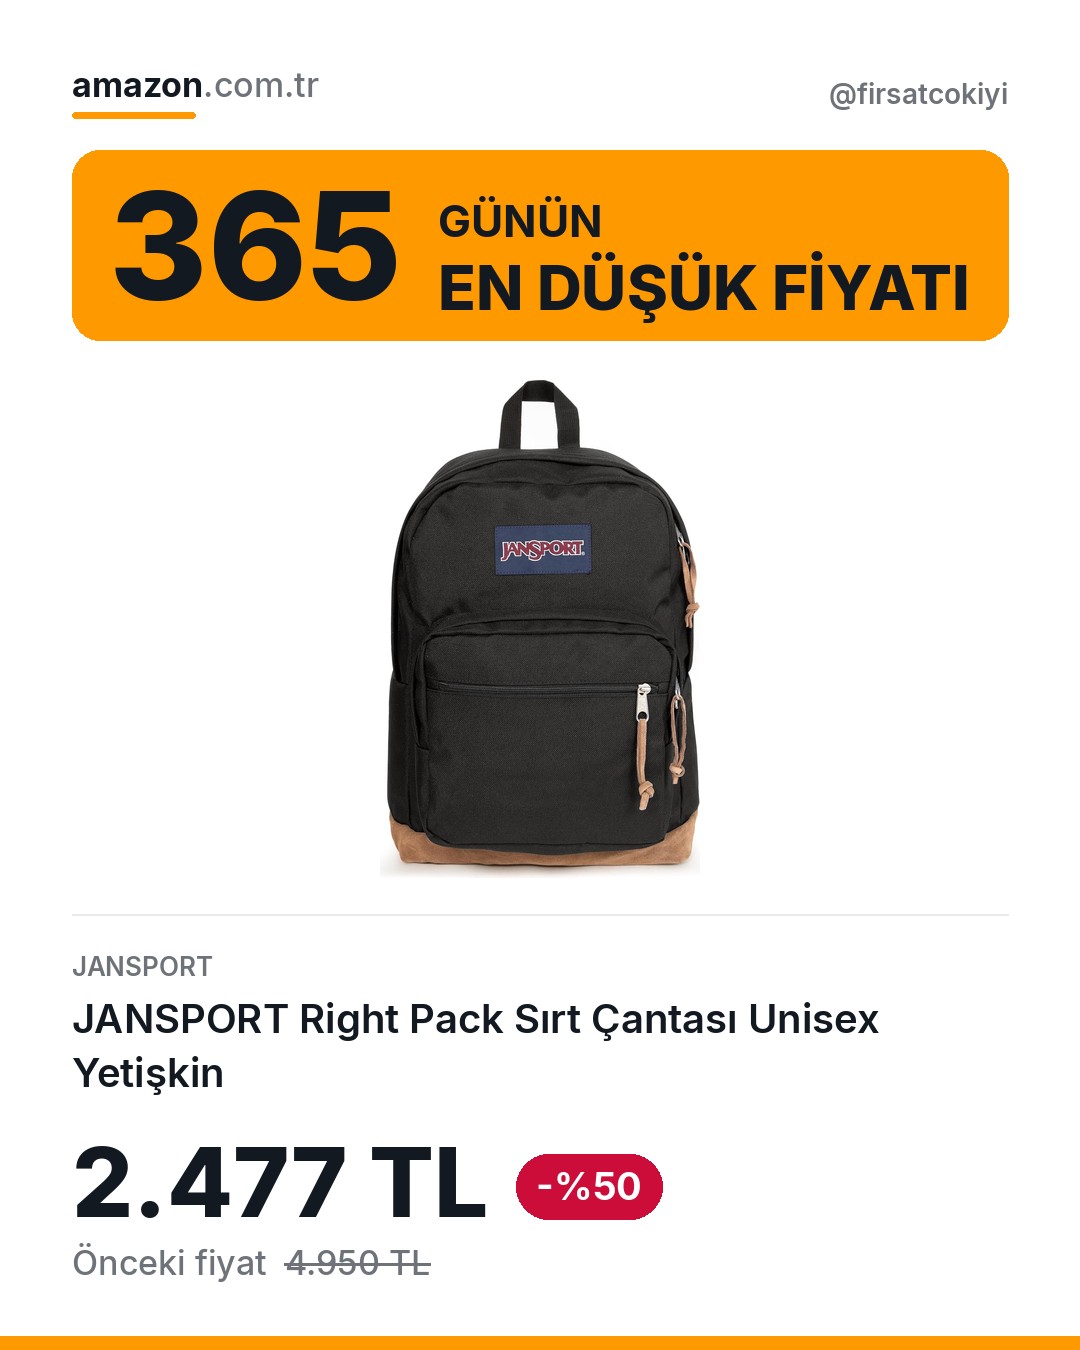 amazon.com.tr
@firsatcokiyi
365
GÜNÜN
EN DÜŞÜK FİYATI
JANSPORT
JANSPORT
JANSPORT Right Pack Sırt Çantası Unisex
Yetişkin
2.477 TL -%50
Önceki fiyat 4.950 TL